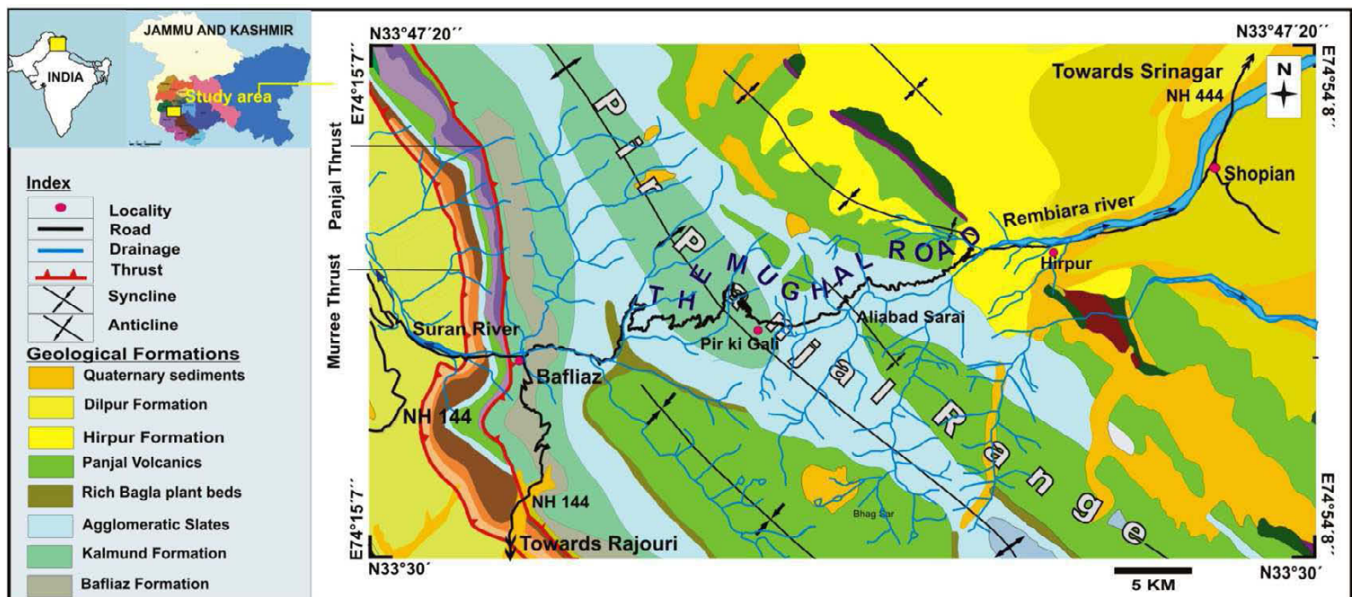 JAMMU AND KASHMIR
INDIA
Study area
Index
Locality
Road
Drainage
Thrust
Syncline
Anticline
Geological Formations
Quaternary sediments
Dilpur Formation
Hirpur Formation
Panjal Volcanics
Rich Bagla plant beds
Agglomeratic Slates
Kalmund Formation
Bafliaz Formation
N33°47´20´´
N33°47´20´´
E74°15´7´´
E74°54´8´´
Panjal Thrust
Murree Thrust
Towards Srinagar
NH 444
N
Shopian
Rembiara river
Hirpur
THE MUGHAL ROAD
Pir Panjal Range
Aliabad Sarai
Pir ki Gali
Suran River
Bafliaz
NH 144
NH 144
Bhag Sar
Towards Rajouri
E74°15´7´´
E74°54´8´´
N33°30´
N33°30´
5 KM